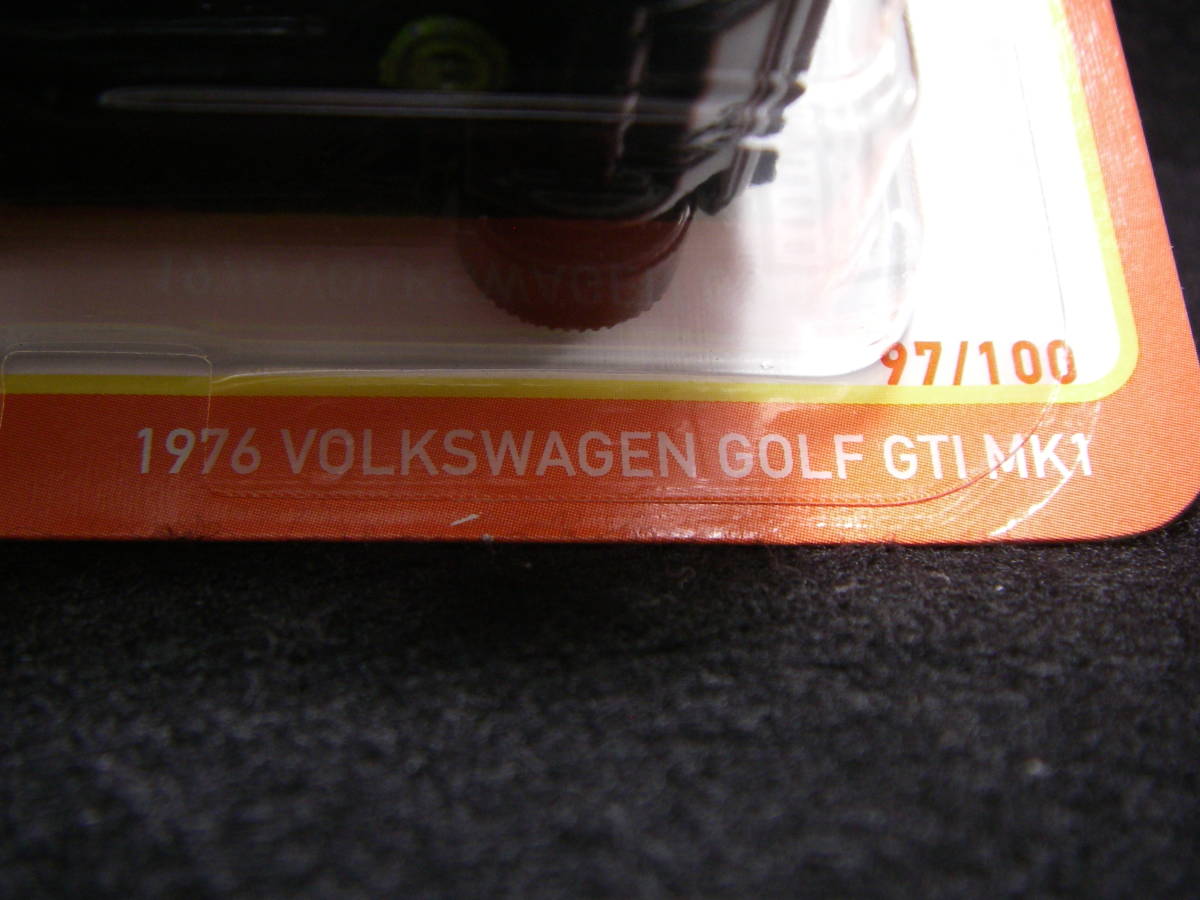 97/100
1976 VOLKSWAGEN GOLF GTI MK1